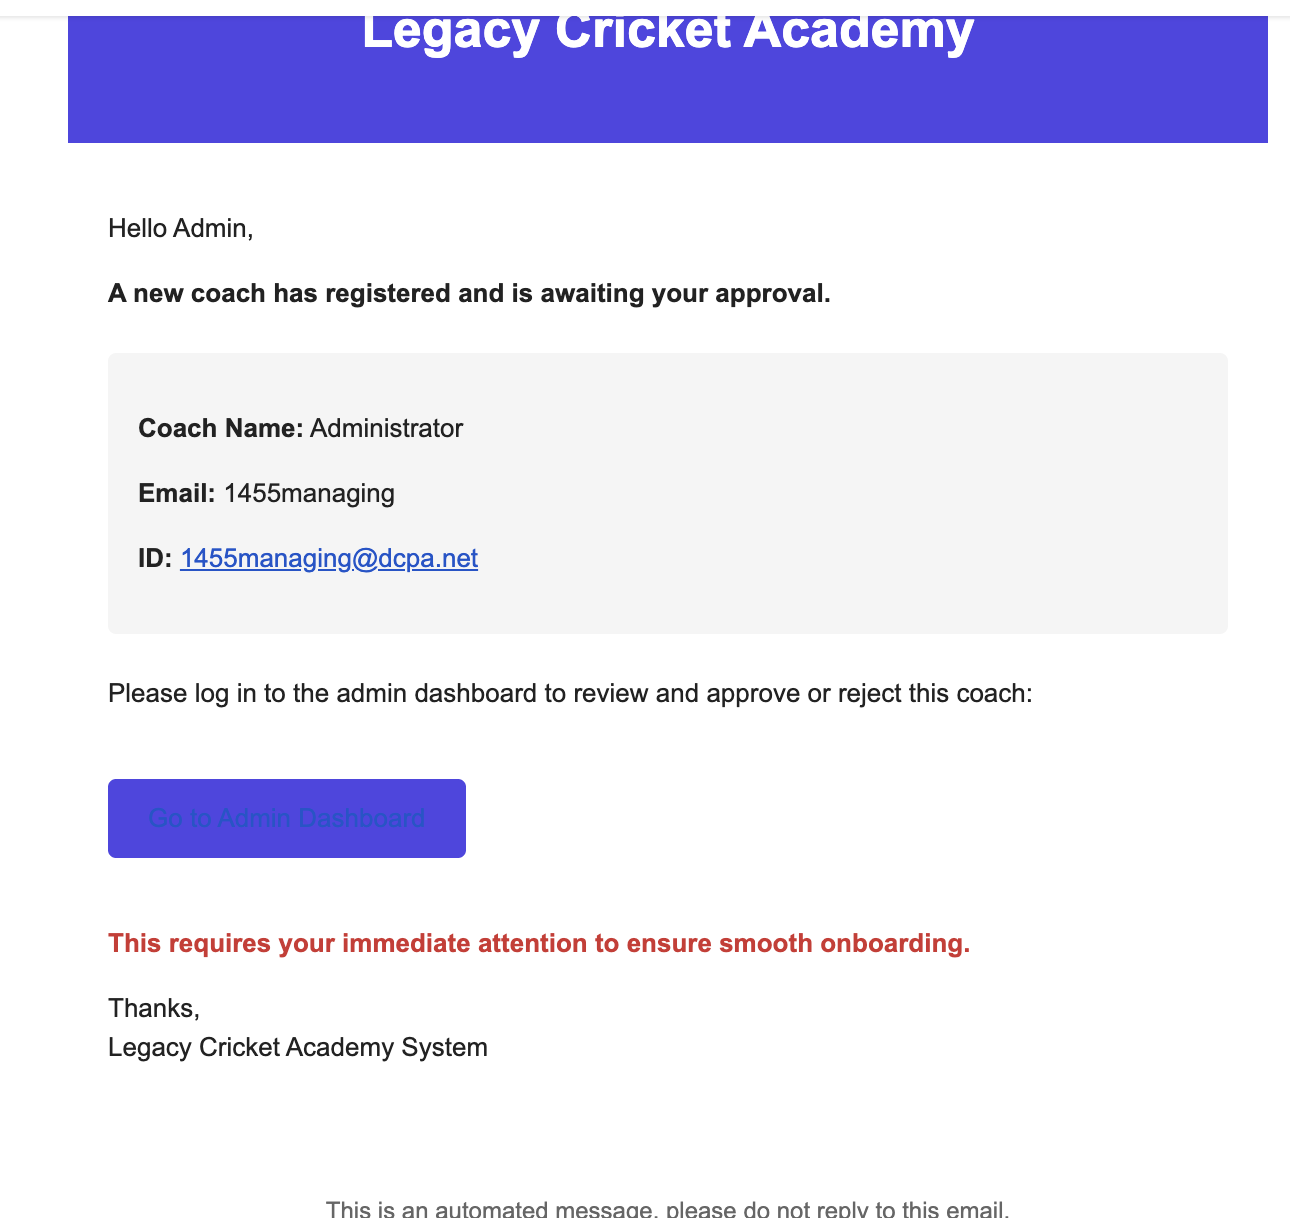 Legacy Cricket Academy
Hello Admin,
A new coach has registered and is awaiting your approval.
Coach Name: Administrator
Email: 1455managing
ID: 1455managing@dcpa.net
Please log in to the admin dashboard to review and approve or reject this coach:
Go to Admin Dashboard
This requires your immediate attention to ensure smooth onboarding.
Thanks,
Legacy Cricket Academy System
This is an automated message, please do not reply to this email.